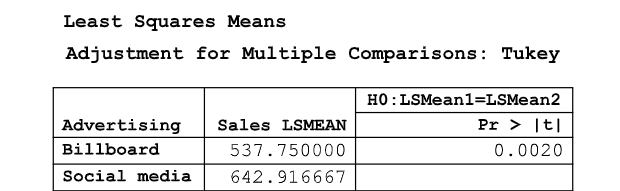 Least Squares Means
Adjustment for Multiple Comparisons: Tukey
H0:LSMean1=LSMean2
Advertising Sales LSMEAN Pr > |t|
Billboard 537.750000 0.0020
Social media 642.916667